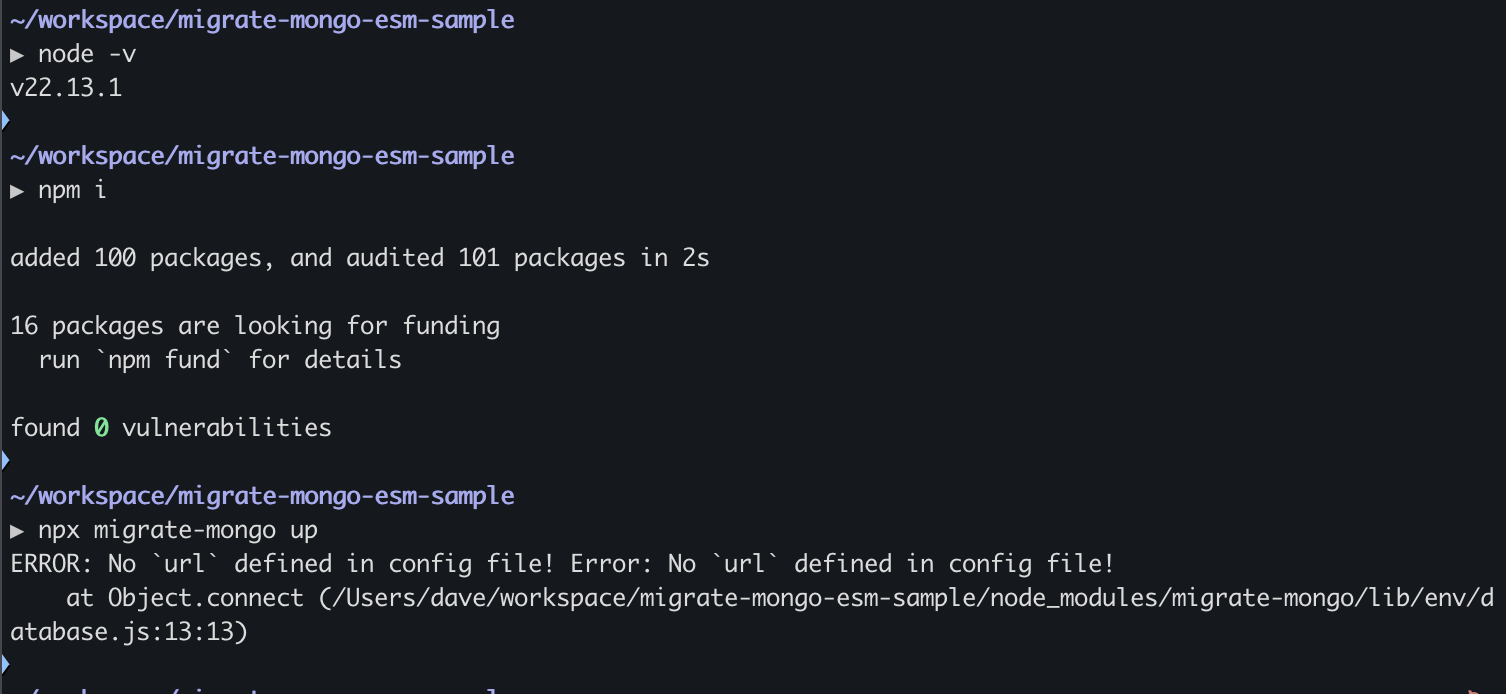 ~/workspace/migrate-mongo-esm-sample
▶ node -v
v22.13.1
~/workspace/migrate-mongo-esm-sample
▶ npm i
added 100 packages, and audited 101 packages in 2s
16 packages are looking for funding
  run `npm fund` for details
found 0 vulnerabilities
~/workspace/migrate-mongo-esm-sample
▶ npx migrate-mongo up
ERROR: No `url` defined in config file! Error: No `url` defined in config file!
    at Object.connect (/Users/dave/workspace/migrate-mongo-esm-sample/node_modules/migrate-mongo/lib/env/d
atabase.js:13:13)